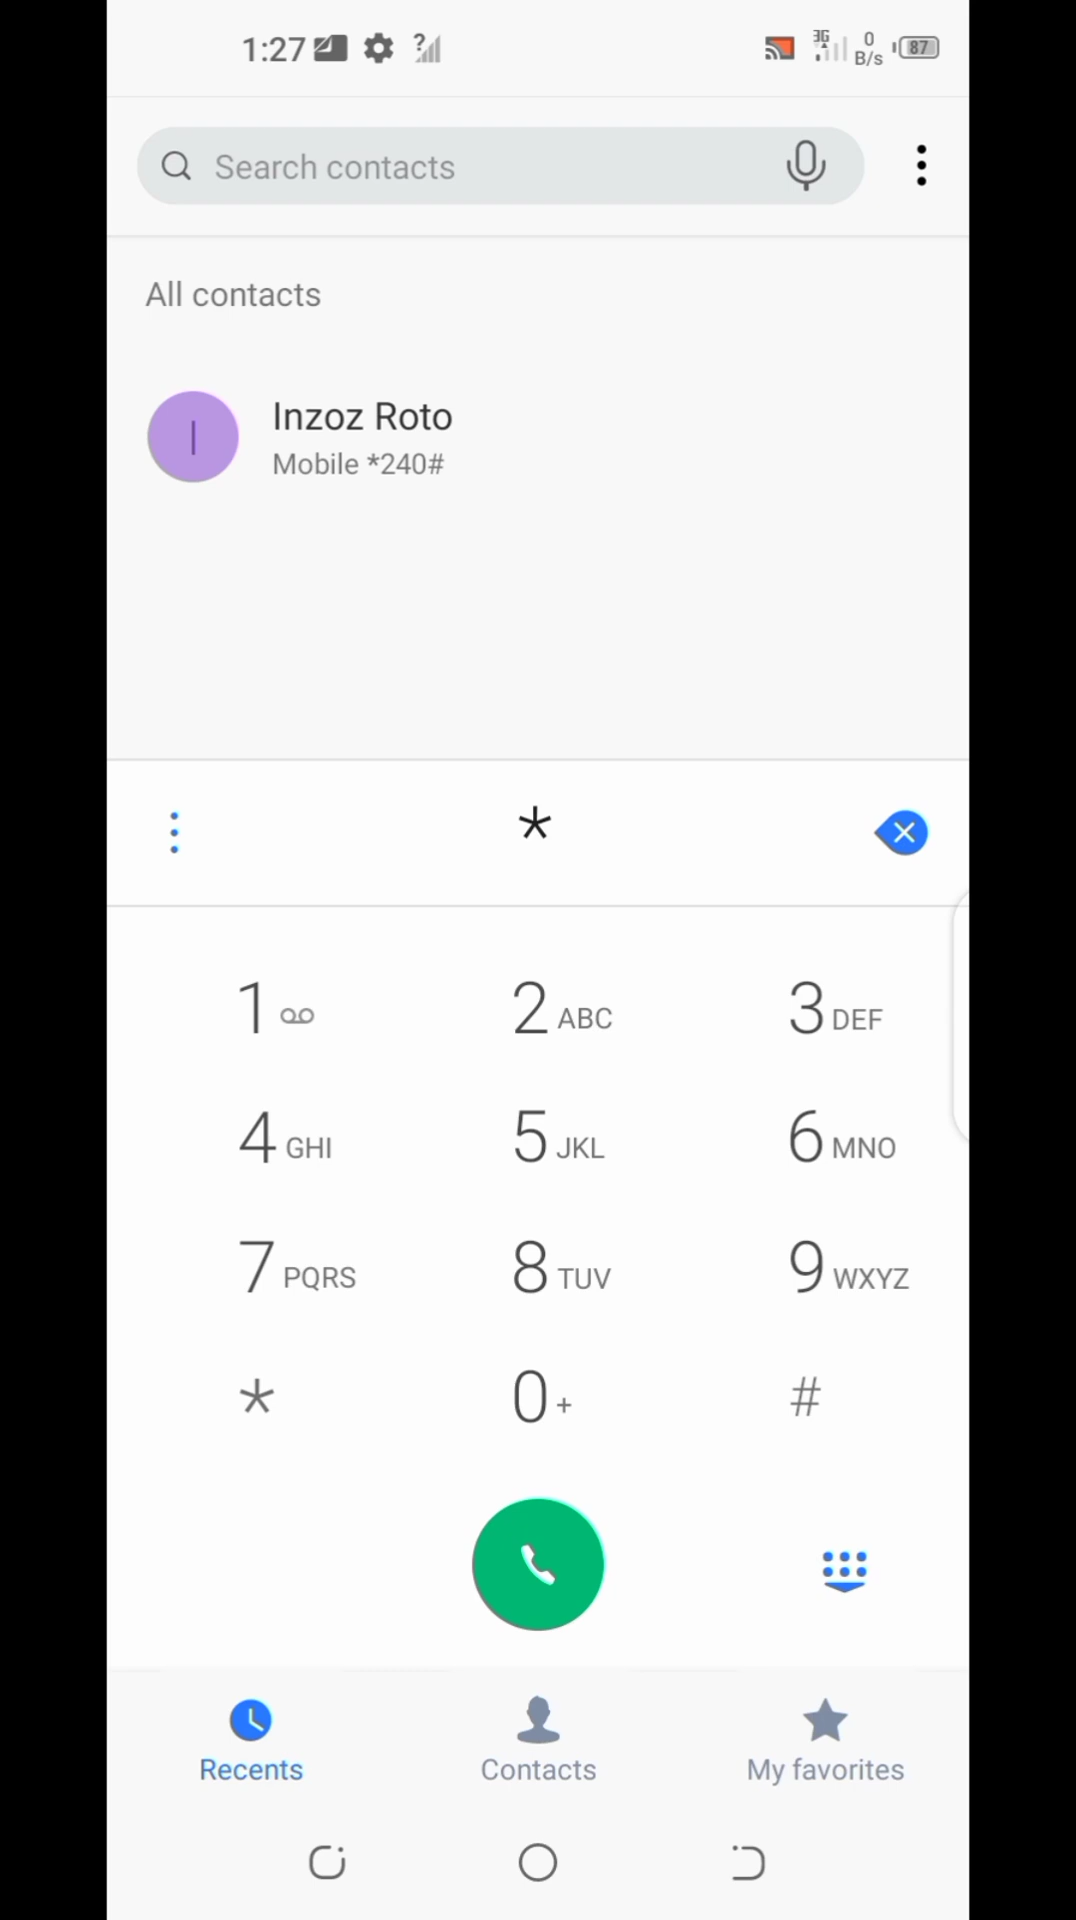 1:27 ? 3G 0 B/s 87
Search contacts
All contacts
I Inzoz Roto
Mobile *240#
*
1 2 ABC 3 DEF
4 GHI 5 JKL 6 MNO
7 PQRS 8 TUV 9 WXYZ
* 0 + #
Recents Contacts My favorites